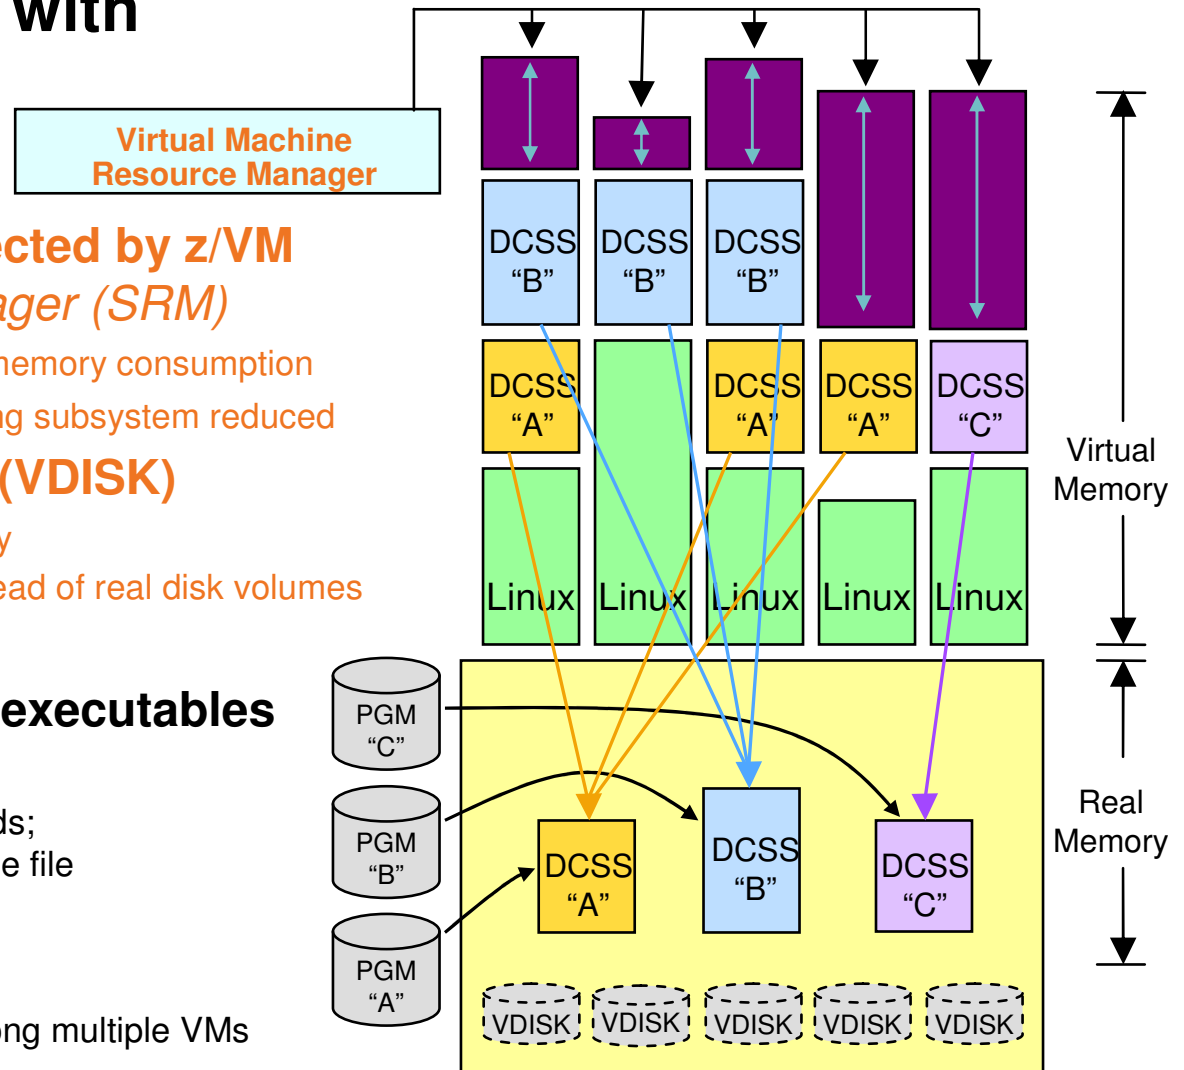 with
Virtual Machine
Resource Manager
ected by z/VM
ager (SRM)
memory consumption
ng subsystem reduced
(VDISK)
y
ead of real disk volumes
executables
ds;
e file
ong multiple VMs
DCSS
“B”
DCSS
“B”
DCSS
“B”
DCSS
“A”
DCSS
“A”
DCSS
“A”
DCSS
“C”
Linux
Linux
Linux
Linux
Linux
Virtual
Memory
PGM
“C”
PGM
“B”
PGM
“A”
DCSS
“A”
DCSS
“B”
DCSS
“C”
Real
Memory
VDISK
VDISK
VDISK
VDISK
VDISK